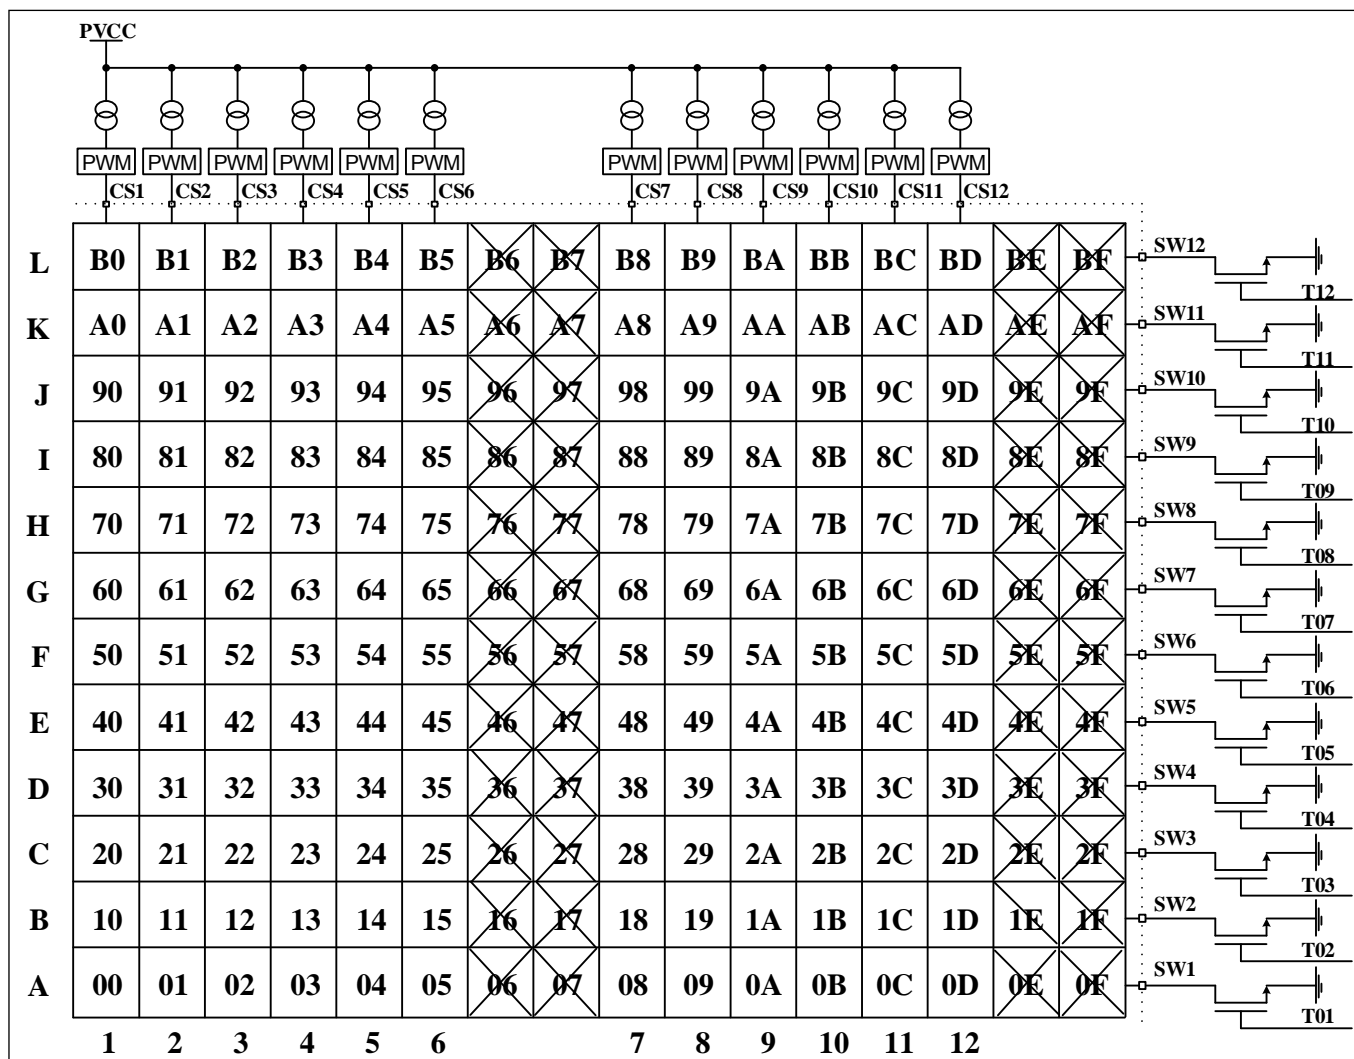 PVCC
PWM PWM PWM PWM PWM PWM PWM PWM PWM PWM PWM PWM
CS1 CS2 CS3 CS4 CS5 CS6 CS7 CS8 CS9 CS10 CS11 CS12
L B0 B1 B2 B3 B4 B5 B6 B7 B8 B9 BA BB BC BD BE BF SW12
T12
K A0 A1 A2 A3 A4 A5 A6 A7 A8 A9 AA AB AC AD AE AF SW11
T11
J 90 91 92 93 94 95 96 97 98 99 9A 9B 9C 9D 9E 9F SW10
T10
I 80 81 82 83 84 85 86 87 88 89 8A 8B 8C 8D 8E 8F SW9
T09
H 70 71 72 73 74 75 76 77 78 79 7A 7B 7C 7D 7E 7F SW8
T08
G 60 61 62 63 64 65 66 67 68 69 6A 6B 6C 6D 6E 6F SW7
T07
F 50 51 52 53 54 55 56 57 58 59 5A 5B 5C 5D 5E 5F SW6
T06
E 40 41 42 43 44 45 46 47 48 49 4A 4B 4C 4D 4E 4F SW5
T05
D 30 31 32 33 34 35 36 37 38 39 3A 3B 3C 3D 3E 3F SW4
T04
C 20 21 22 23 24 25 26 27 28 29 2A 2B 2C 2D 2E 2F SW3
T03
B 10 11 12 13 14 15 16 17 18 19 1A 1B 1C 1D 1E 1F SW2
T02
A 00 01 02 03 04 05 06 07 08 09 0A 0B 0C 0D 0E 0F SW1
T01
1 2 3 4 5 6 7 8 9 10 11 12